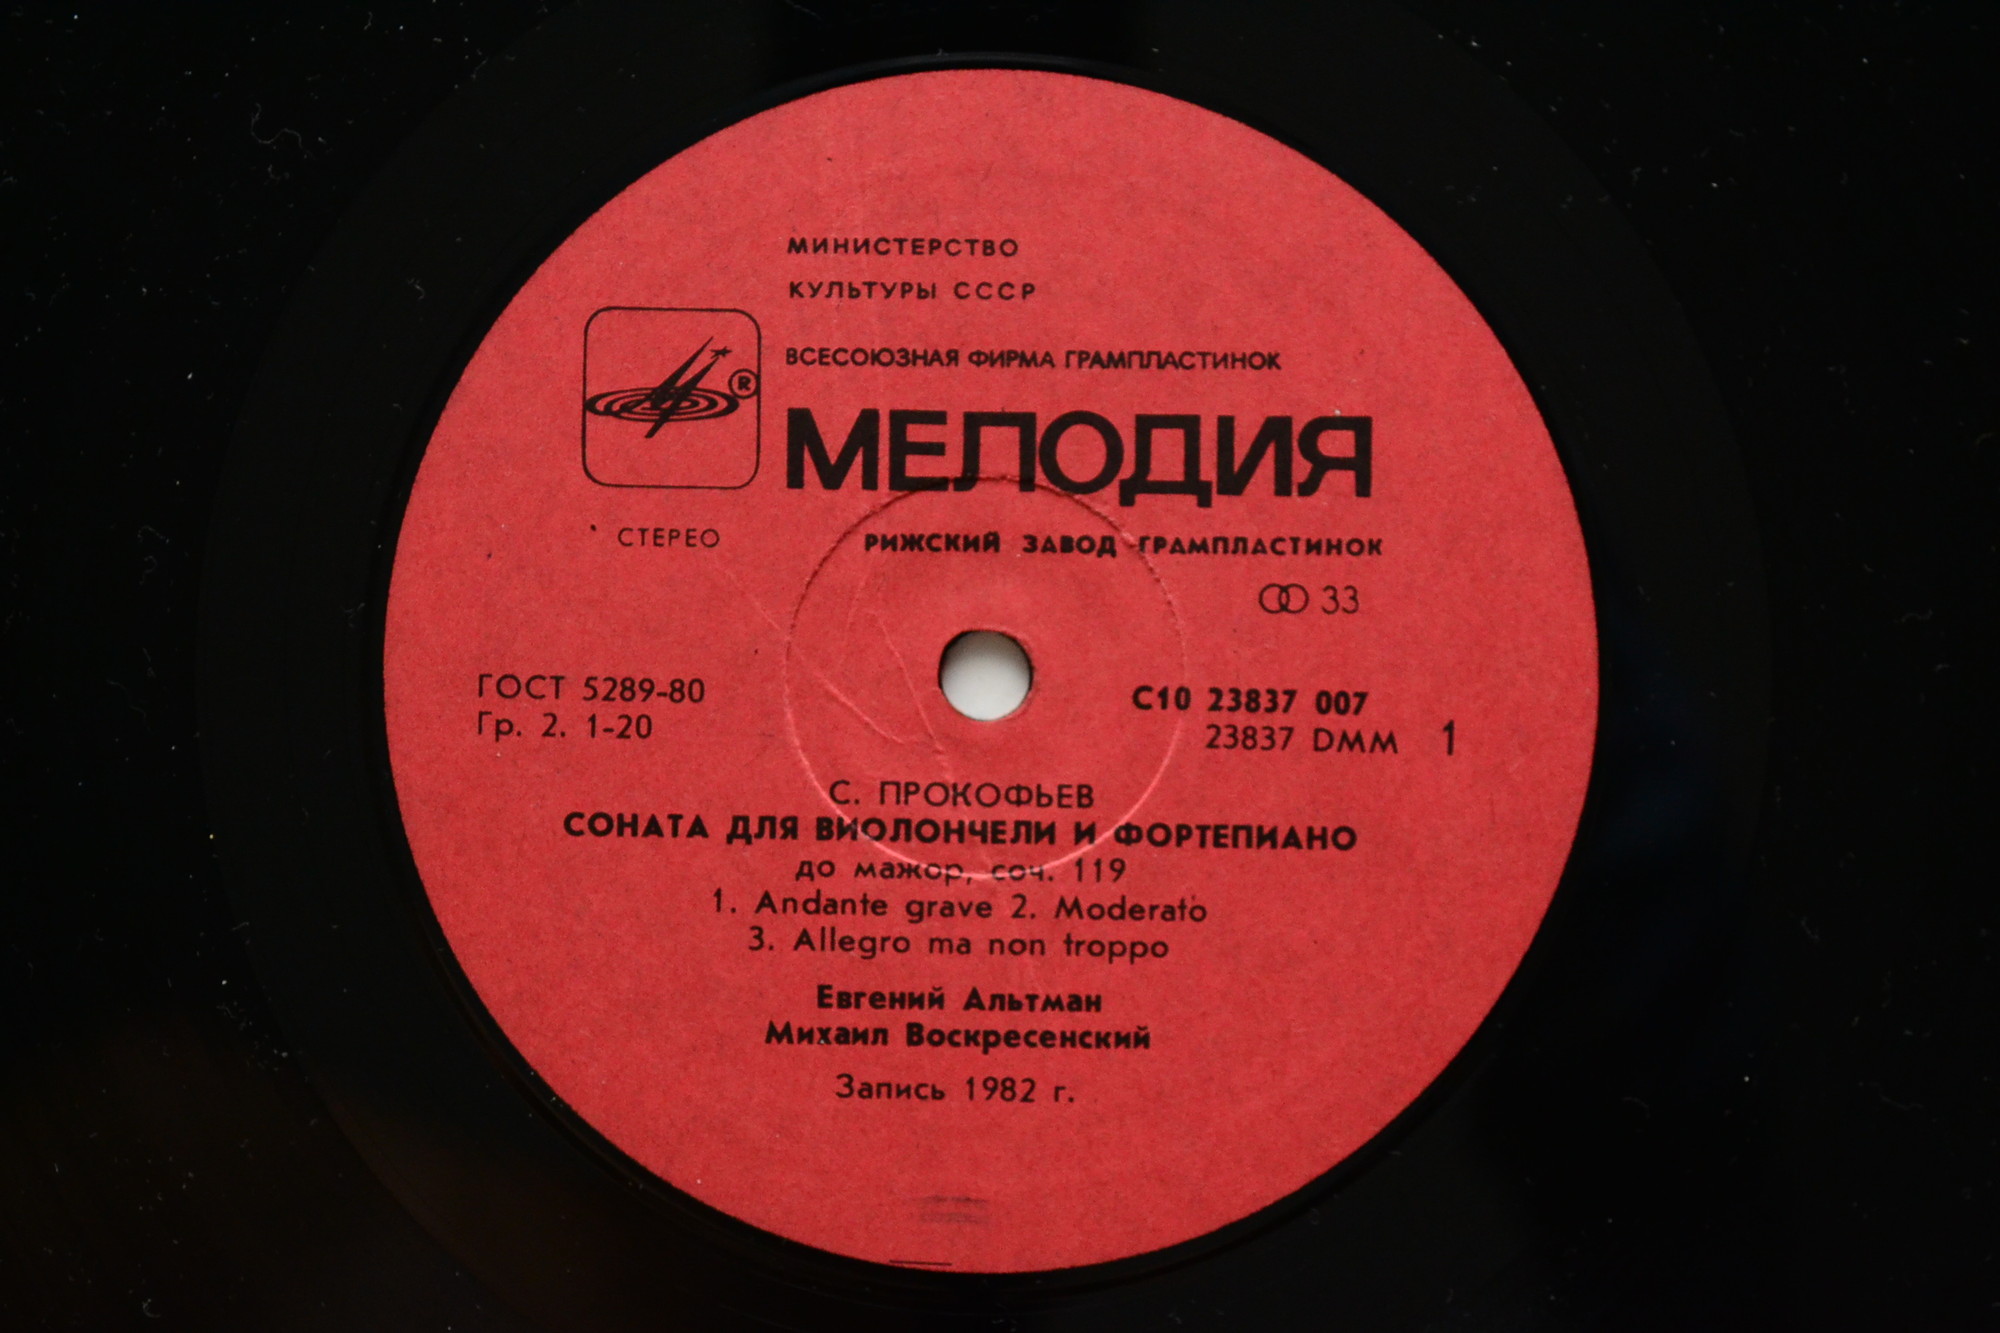 МИНИСТЕРСТВО
КУЛЬТУРЫ СССР
ВСЕСОЮЗНАЯ ФИРМА ГРАМПЛАСТИНОК
®
МЕЛОДИЯ
СТЕРЕО
РИЖСКИЙ ЗАВОД ГРАМПЛАСТИНОК
33
ГОСТ 5289-80
Гр. 2. 1-20
С10 23837 007
23837 DMM 1
С. ПРОКОФЬЕВ
СОНАТА ДЛЯ ВИОЛОНЧЕЛИ И ФОРТЕПИАНО
до мажор, соч. 119
1. Andante grave 2. Moderato
3. Allegro ma non troppo
Евгений Альтман
Михаил Воскресенский
Запись 1982 г.